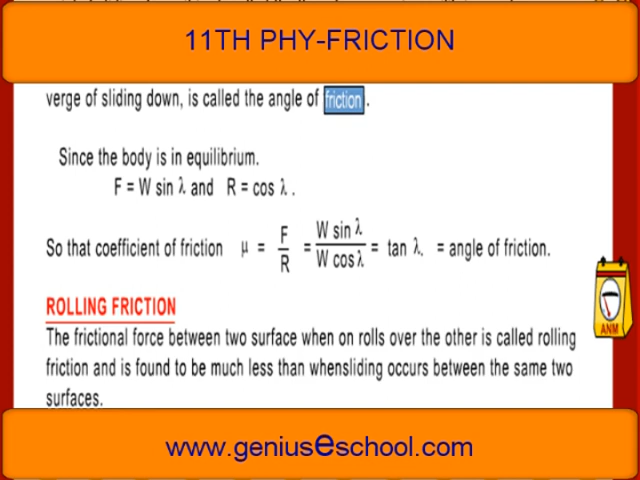 11TH PHY-FRICTION
verge of sliding down, is called the angle of friction .
Since the body is in equilibrium.
F = W sin λ and R = cos λ .
So that coefficient of friction μ = F/R = W sin λ / W cos λ = tan λ. = angle of friction.
ROLLING FRICTION
The frictional force between two surface when on rolls over the other is called rolling
friction and is found to be much less than whensliding occurs between the same two
surfaces.
ANM
www.geniuseschool.com